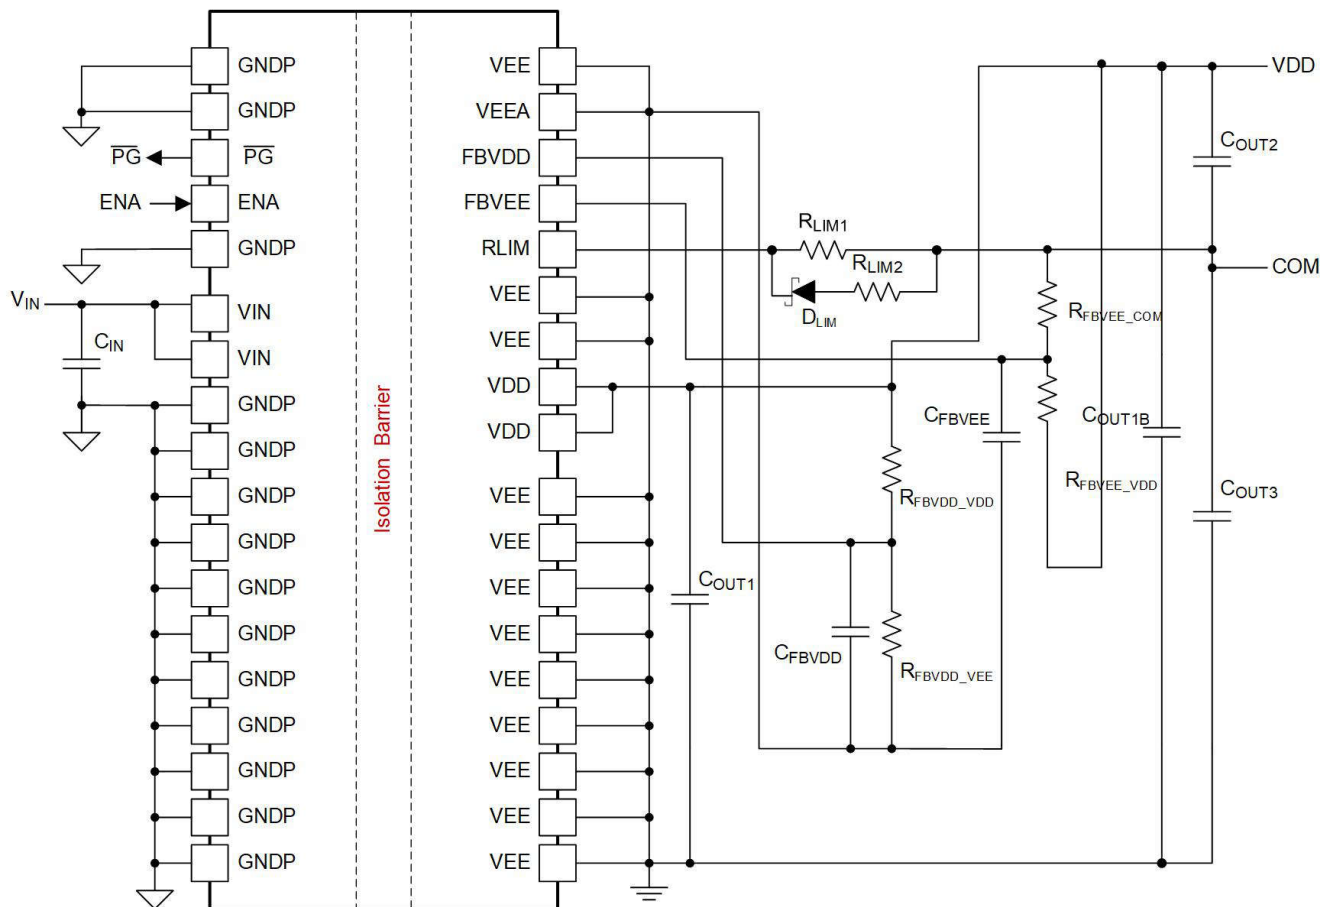 GNDP VEE VDD
GNDP VEEA
PG PG FBVDD COUT2
ENA ENA FBVEE
GNDP RLIM RLIM1
RLIM2 COM
VIN VIN VEE DLIM RFBVEE_COM
CIN VIN VEE
GNDP VDD CFBVEE COUT1B
GNDP VDD
Isolation Barrier
GNDP VEE RFBVDD_VDD RFBVEE_VDD COUT3
GNDP VEE
GNDP VEE COUT1
GNDP VEE CFBVDD
GNDP VEE RFBVDD_VEE
GNDP VEE
GNDP VEE
GNDP VEE
GNDP VEE